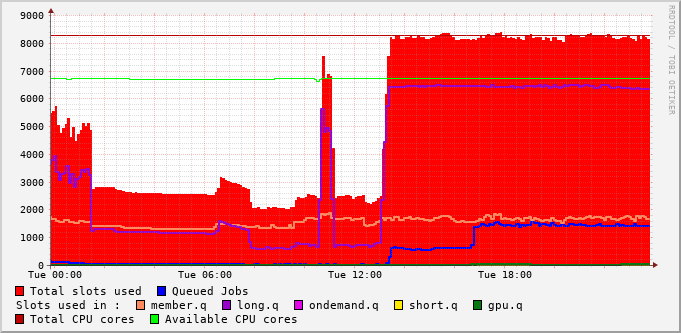 9000
8000
7000
6000
5000
4000
3000
2000
1000
0
Tue 00:00 Tue 06:00 Tue 12:00 Tue 18:00
RRDTOOL / TOBI OETIKER
Total slots used Queued Jobs
Slots used in : member.q long.q ondemand.q short.q gpu.q
Total CPU cores Available CPU cores